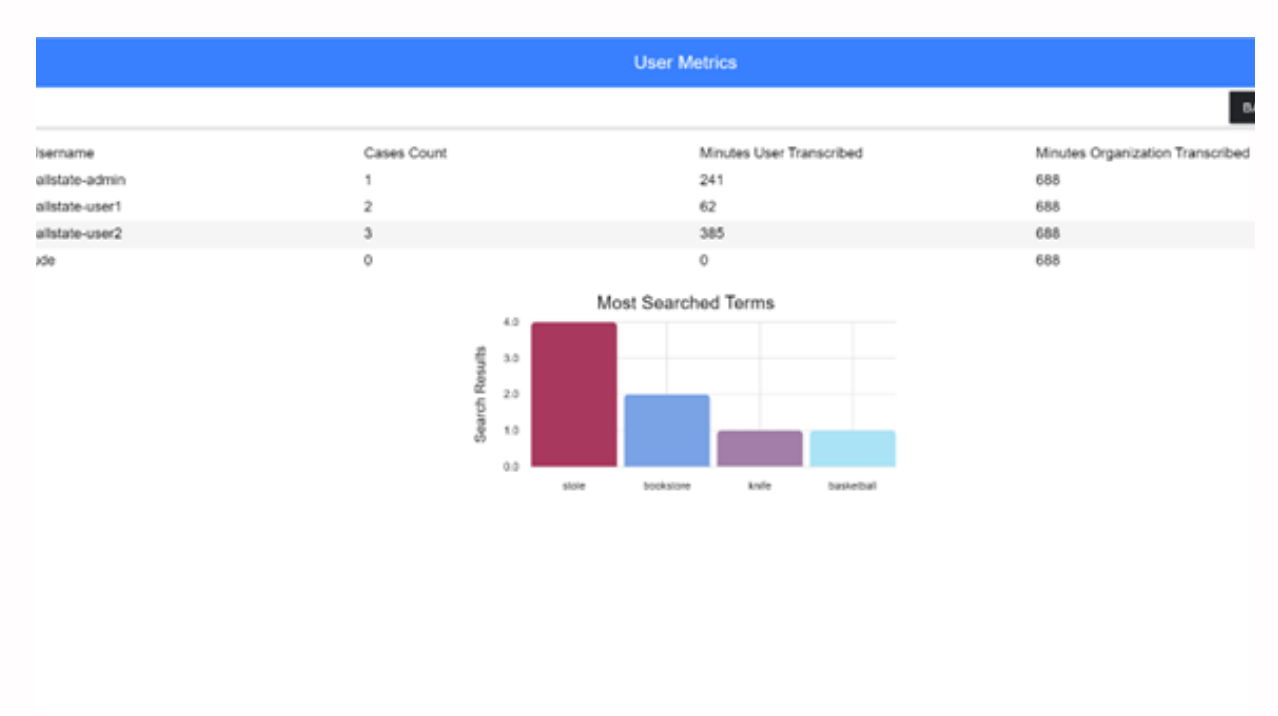 User Metrics
BA
sername Cases Count Minutes User Transcribed Minutes Organization Transcribed
allstate-admin 1 241 688
allstate-user1 2 62 688
allstate-user2 3 385 688
ude 0 0 688
Most Searched Terms
Search Results
4.0
3.0
2.0
1.0
0.0
stole bookstore knife basketball